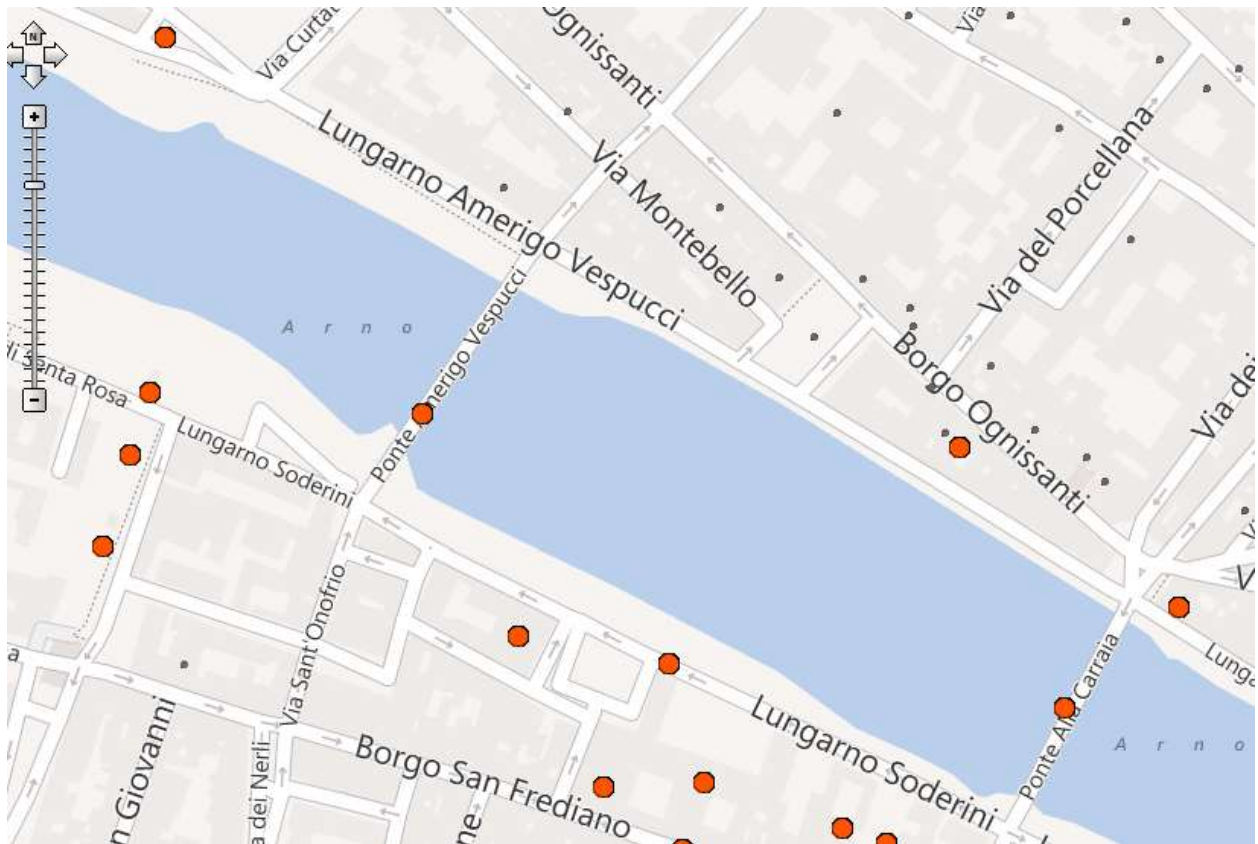 N
Via Curtat
Ognissanti
Via
+
Lungarno Amerigo Vespucci
Via Montebello
Via del Porcellana
Arno
Ponte Amerigo Vespucci
Santa Rosa
Borgo Ognissanti
Via dei
-
Lungarno Soderini
Via Sant'Onofrio
V
a
Lunga
n Giovanni
a dei Nerli
Borgo San Frediano
ne
Lungarno Soderini
Ponte Alla Carraia
Arno